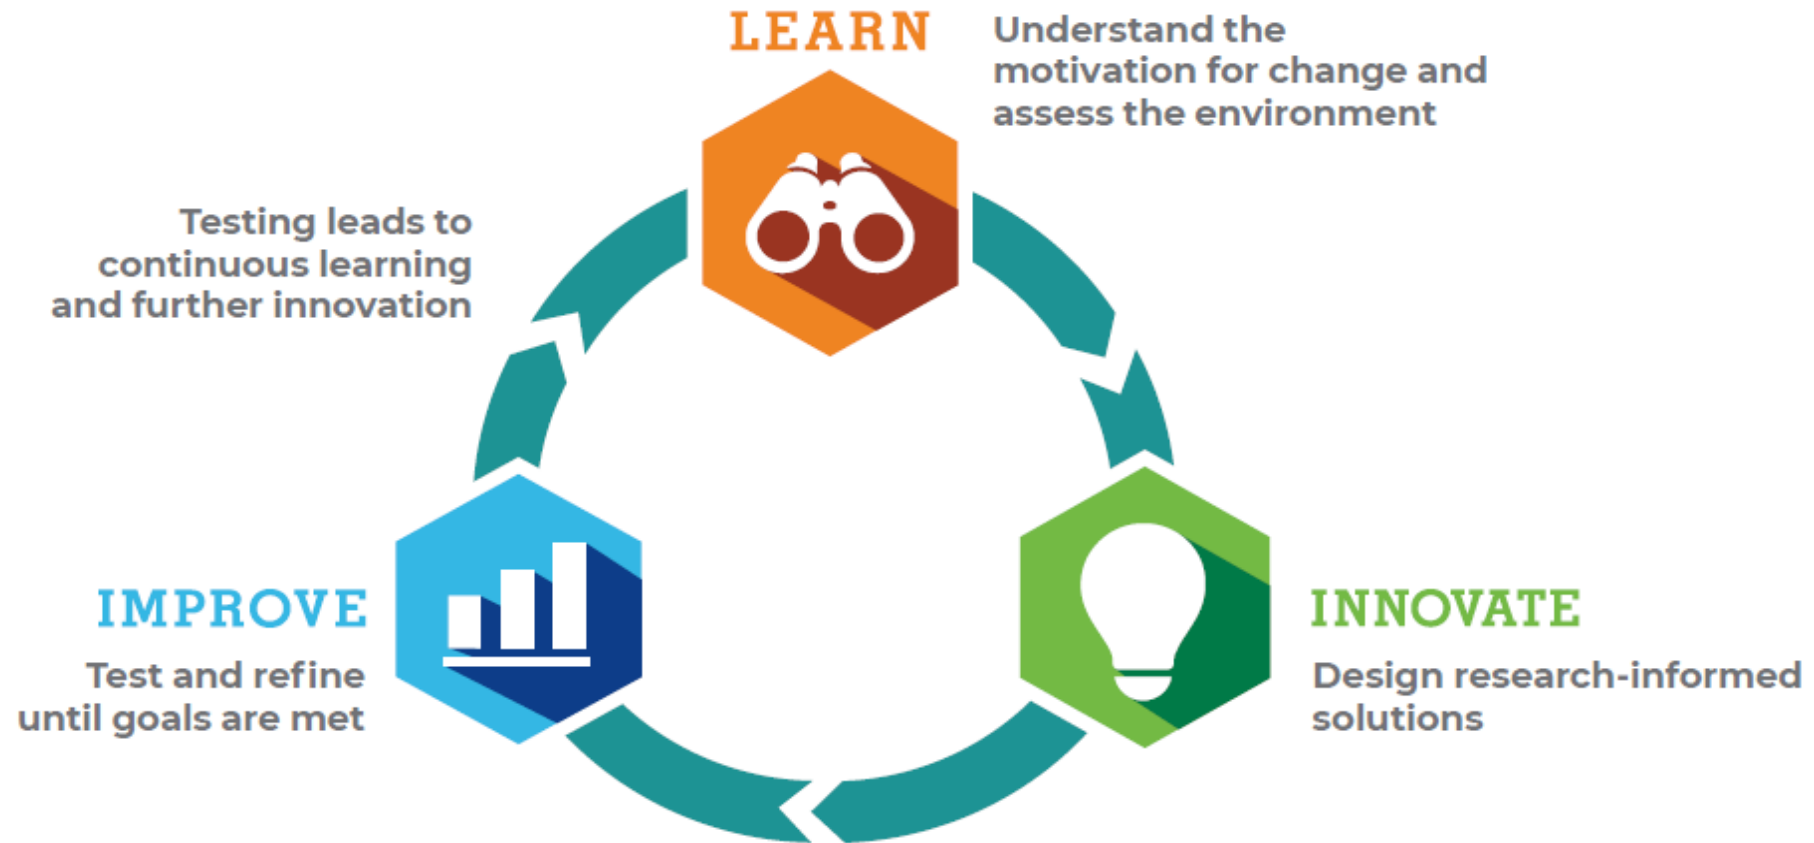 LEARN
Understand the
motivation for change and
assess the environment
Testing leads to
continuous learning
and further innovation
IMPROVE
Test and refine
until goals are met
INNOVATE
Design research-informed
solutions